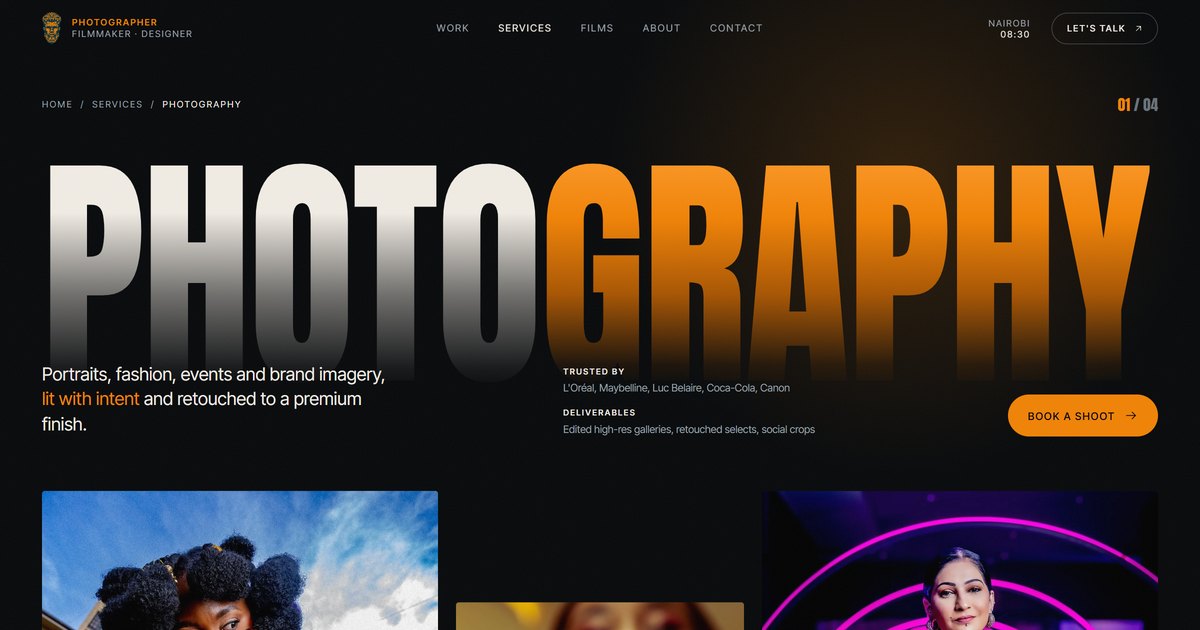 PHOTOGRAPHER
FILMMAKER · DESIGNER
WORK SERVICES FILMS ABOUT CONTACT
NAIROBI
08:30
LET'S TALK ↗
HOME / SERVICES / PHOTOGRAPHY
01 / 04
PHOTOGRAPHY
Portraits, fashion, events and brand imagery,
lit with intent and retouched to a premium
finish.
TRUSTED BY
L'Oréal, Maybelline, Luc Belaire, Coca-Cola, Canon
DELIVERABLES
Edited high-res galleries, retouched selects, social crops
BOOK A SHOOT →